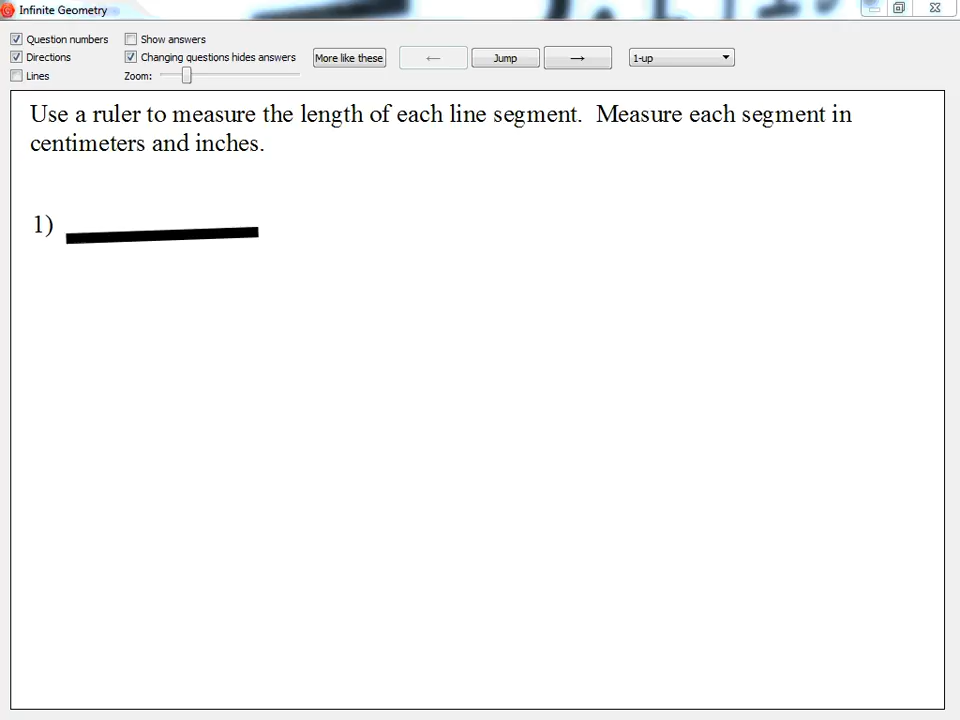 Infinite Geometry
Question numbers Show answers
Directions Changing questions hides answers More like these ← Jump → 1-up
Lines Zoom:
Use a ruler to measure the length of each line segment. Measure each segment in
centimeters and inches.
1)